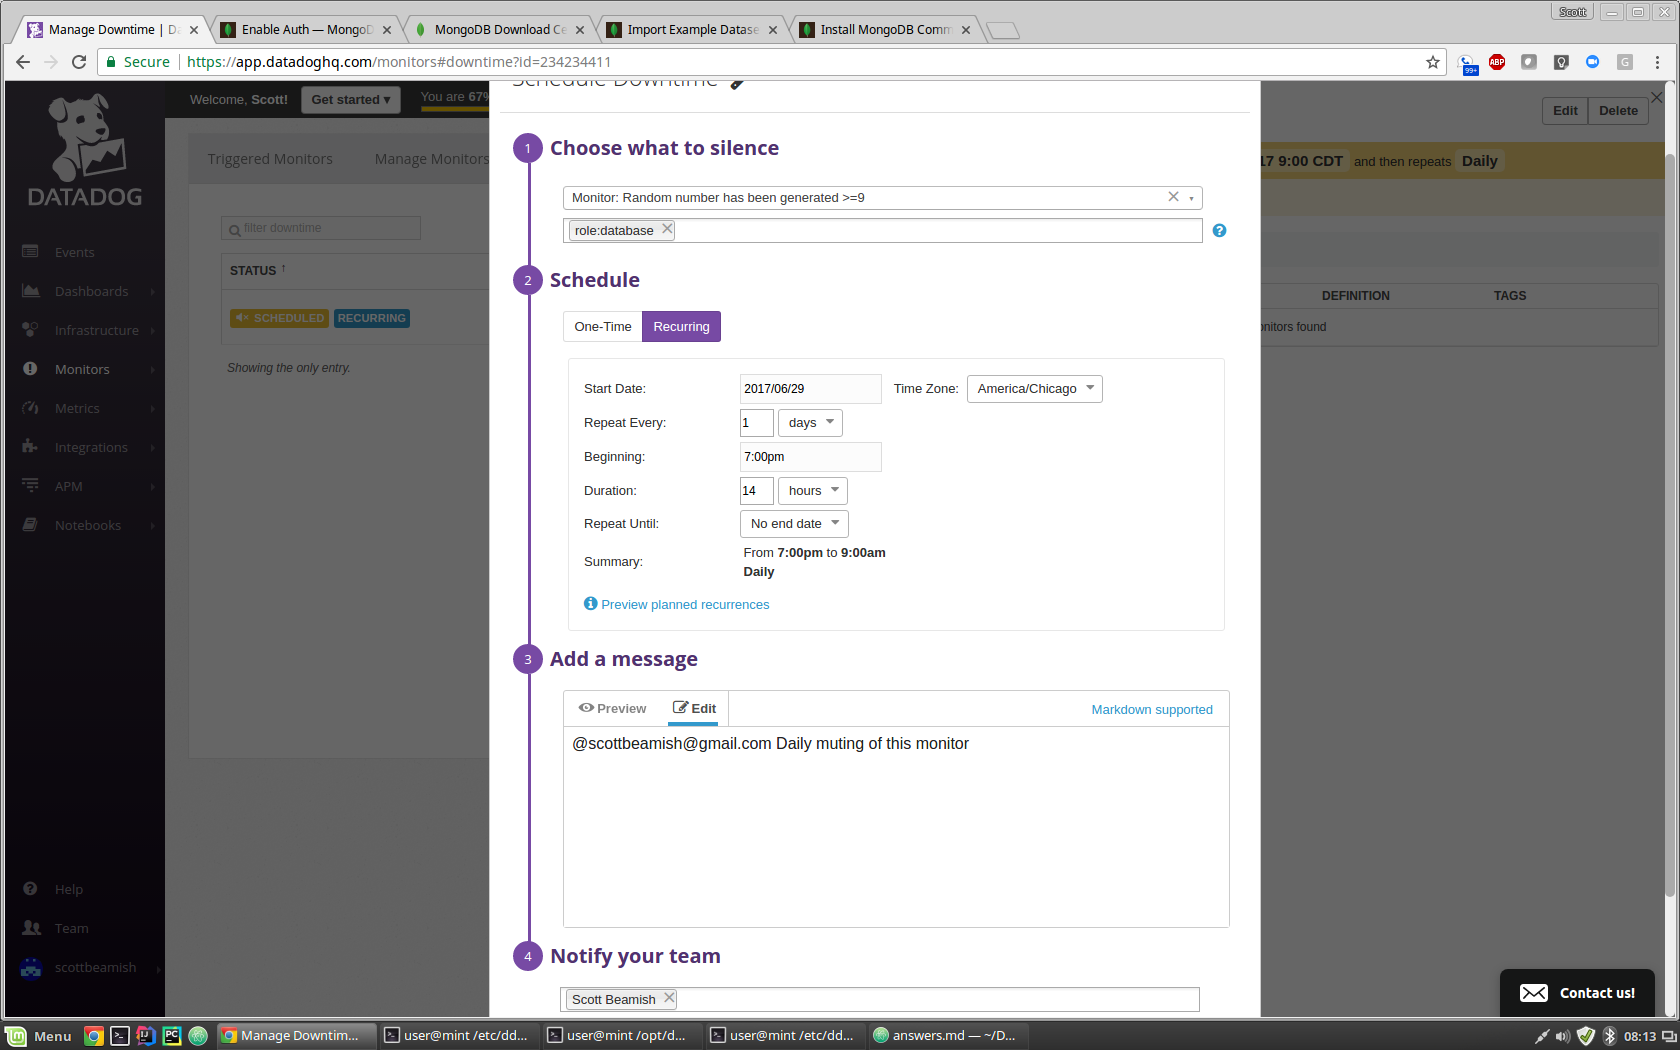 Scott
Manage Downtime | Da
Enable Auth — MongoD
MongoDB Download Ce
Import Example Datase
Install MongoDB Comm
Secure
https://app.datadoghq.com/monitors#downtime?id=234234411
99+
ABP
G
DATADOG
Events
Dashboards
Infrastructure
Monitors
Metrics
Integrations
APM
Notebooks
Help
Team
scottbeamish
Welcome, Scott!
Get started ▾
You are 67%
Triggered Monitors
Manage Monitors
filter downtime
STATUS ↑
SCHEDULED
RECURRING
Showing the only entry.
Edit
Delete
17 9:00 CDT and then repeats Daily
DEFINITION
TAGS
onitors found
Schedule Downtime
1 Choose what to silence
Monitor: Random number has been generated >=9
role:database
?
2 Schedule
One-Time
Recurring
Start Date: 2017/06/29 Time Zone: America/Chicago
Repeat Every: 1 days
Beginning: 7:00pm
Duration: 14 hours
Repeat Until: No end date
Summary: From 7:00pm to 9:00am
Daily
Preview planned recurrences
3 Add a message
Preview
Edit
Markdown supported
@scottbeamish@gmail.com Daily muting of this monitor
4 Notify your team
Scott Beamish
Contact us!
Menu
PC
Manage Downtim...
user@mint /etc/dd...
user@mint /opt/d...
user@mint /etc/dd...
answers.md — ~/D...
08:13